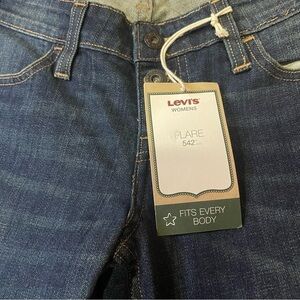 LEVI'S
WOMENS
FLARE
542
FITS EVERY
BODY